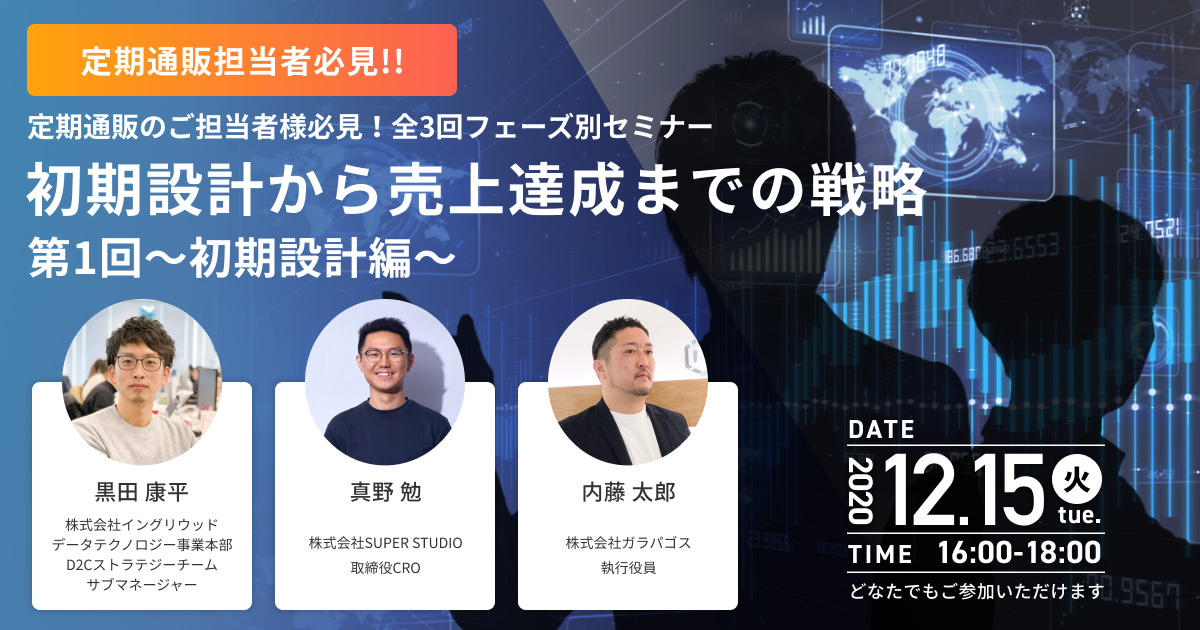 定期通販担当者必見!!
定期通販のご担当者様必見！全3回フェーズ別セミナー
初期設計から売上達成までの戦略
第1回〜初期設計編〜
黒田 康平
株式会社イングリウッド
データテクノロジー事業本部
D2Cストラテジーチーム
サブマネージャー
真野 勉
株式会社SUPER STUDIO
取締役CRO
内藤 太郎
株式会社ガラパゴス
執行役員
DATE
2020
12.15
火
tue.
TIME 16:00-18:00
どなたでもご参加いただけます